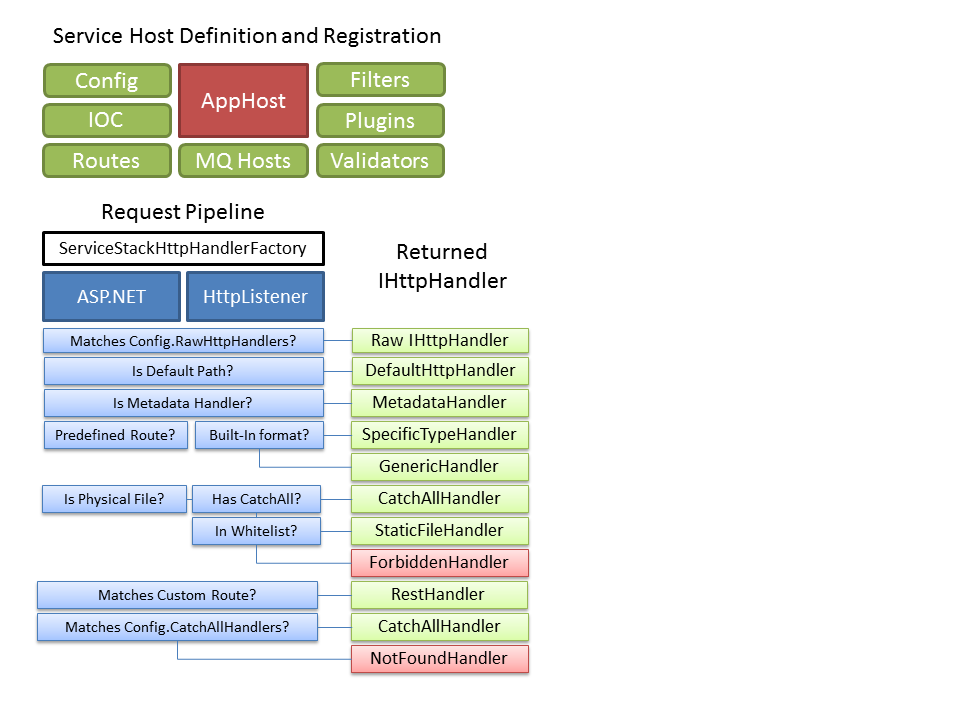 Service Host Definition and Registration
Config
AppHost
Filters
IOC
Plugins
Routes
MQ Hosts
Validators
Request Pipeline
ServiceStackHttpHandlerFactory
Returned
IHttpHandler
ASP.NET
HttpListener
Matches Config.RawHttpHandlers?
Raw IHttpHandler
Is Default Path?
DefaultHttpHandler
Is Metadata Handler?
MetadataHandler
Predefined Route?
Built-In format?
SpecificTypeHandler
GenericHandler
Is Physical File?
Has CatchAll?
CatchAllHandler
In Whitelist?
StaticFileHandler
ForbiddenHandler
Matches Custom Route?
RestHandler
Matches Config.CatchAllHandlers?
CatchAllHandler
NotFoundHandler